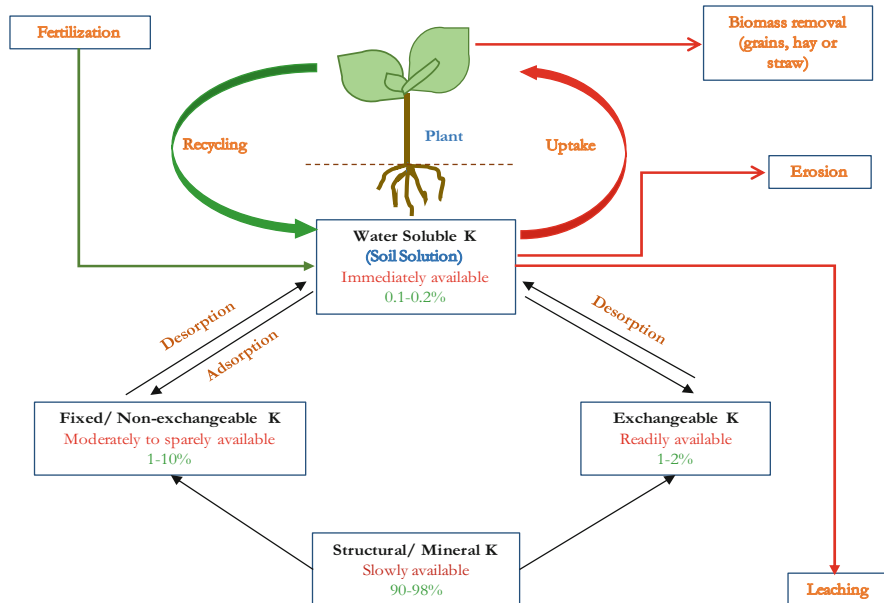 Fertilization
Biomass removal
(grains, hay or
straw)
Recycling
Plant
Uptake
Erosion
Water Soluble K
(Soil Solution)
Immediately available
0.1-0.2%
Desorption
Adsorption
Desorption
Fixed/ Non-exchangeable K
Moderately to sparely available
1-10%
Exchangeable K
Readily available
1-2%
Structural/ Mineral K
Slowly available
90-98%
Leaching